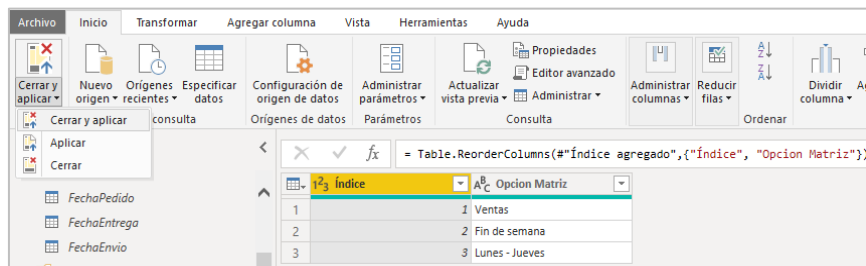 Archivo Inicio Transformar Agregar columna Vista Herramientas Ayuda
Cerrar y aplicar
Nuevo origen
Orígenes recientes
Especificar datos
Configuración de origen de datos
Administrar parámetros
Actualizar vista previa
Propiedades
Editor avanzado
Administrar
Administrar columnas
Reducir filas
Dividir columna
consulta Orígenes de datos Parámetros Consulta Ordenar
Cerrar y aplicar
Aplicar
Cerrar
FechaPedido
FechaEntrega
FechaEnvio
fx = Table.ReorderColumns(#"Índice agregado",{"Índice", "Opcion Matriz"})
123 Índice ABC Opcion Matriz
1 1 Ventas
2 2 Fin de semana
3 3 Lunes - Jueves